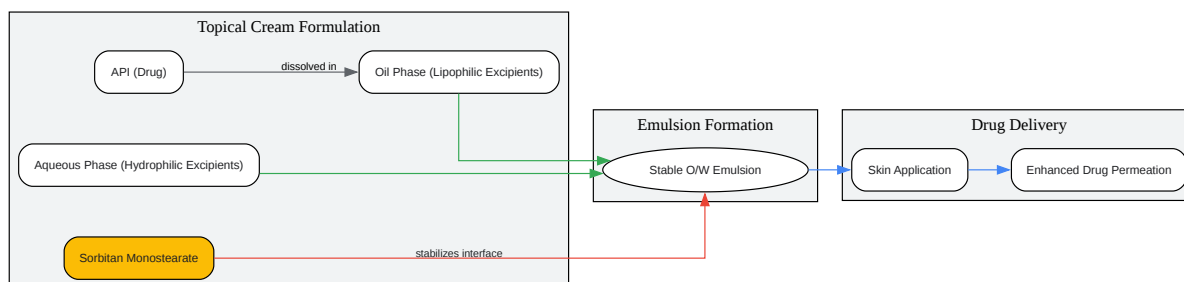 Topical Cream Formulation
API (Drug)
dissolved in
Oil Phase (Lipophilic Excipients)
Aqueous Phase (Hydrophilic Excipients)
Sorbitan Monostearate
stabilizes interface
Emulsion Formation
Stable O/W Emulsion
Drug Delivery
Skin Application
Enhanced Drug Permeation